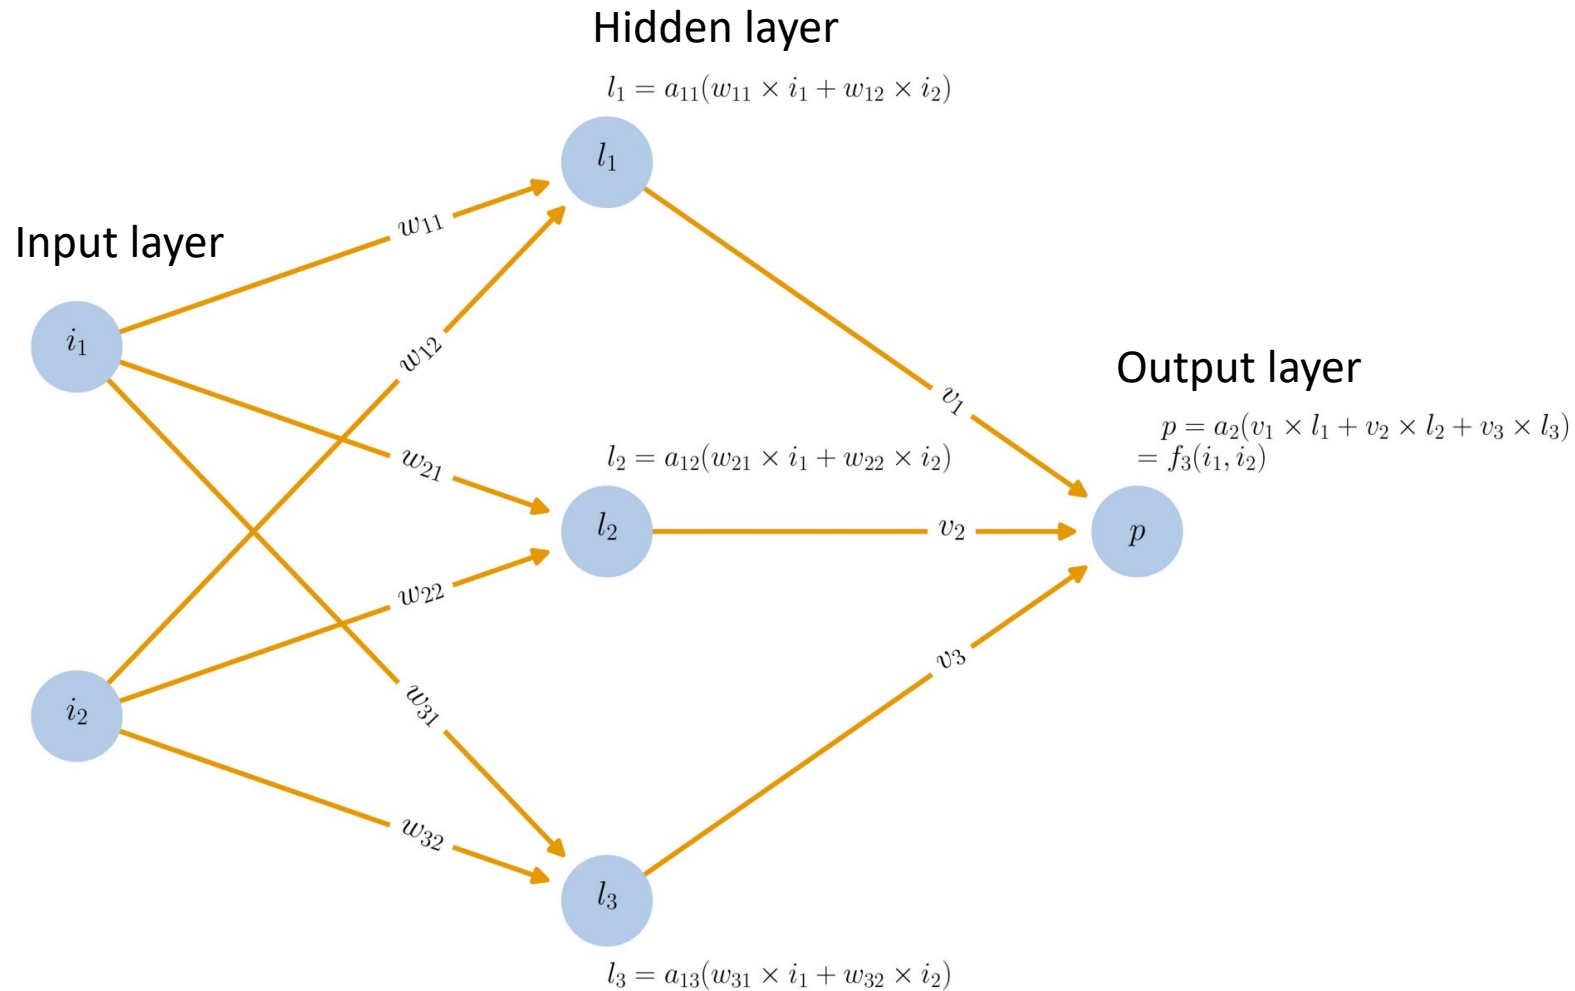 Hidden layer
l₁ = a₁₁(w₁₁ × i₁ + w₁₂ × i₂)
l₁
w₁₁
Input layer
i₁
w₁₂
v₁
Output layer
p = a₂(v₁ × l₁ + v₂ × l₂ + v₃ × l₃)
= f₃(i₁, i₂)
w₂₁
l₂ = a₁₂(w₂₁ × i₁ + w₂₂ × i₂)
l₂
v₂
p
w₂₂
v₃
i₂
w₃₁
w₃₂
l₃
l₃ = a₁₃(w₃₁ × i₁ + w₃₂ × i₂)